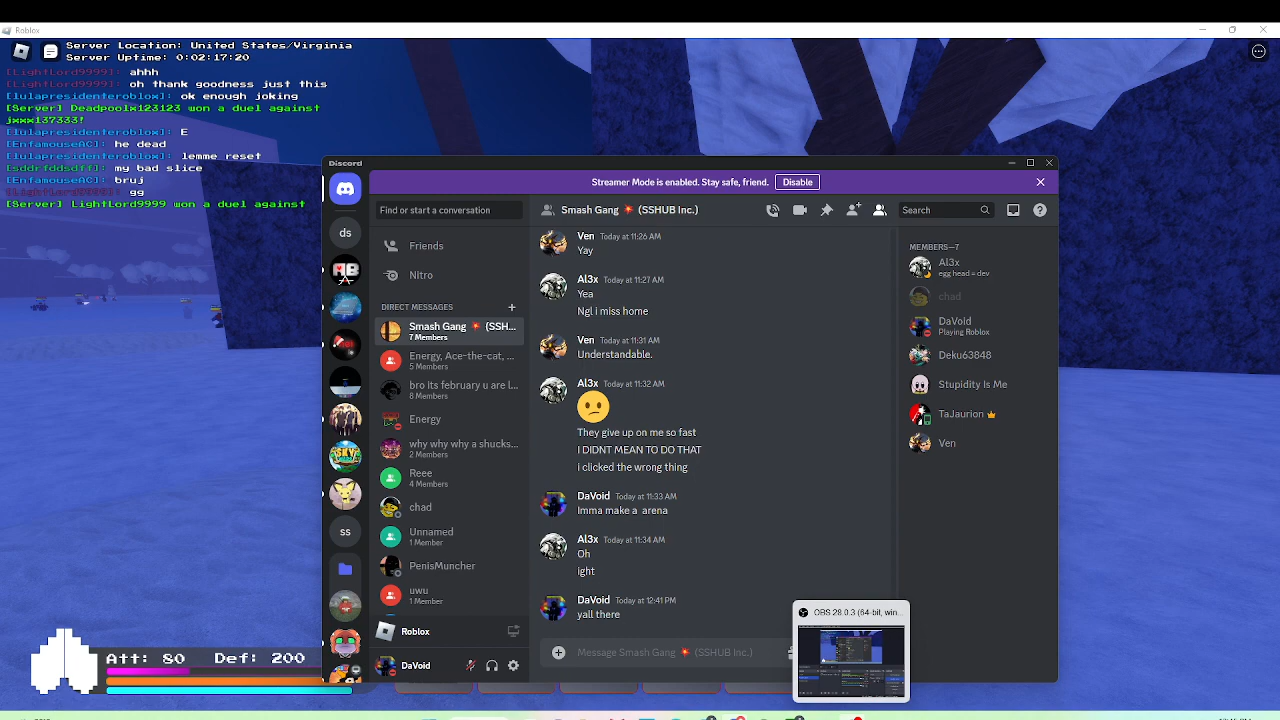 Roblox
Server Location: United States/Virginia
Server Uptime: 0:02:17:20
[LightLord9999]: ahhh
[LightLord9999]: oh thank goodness just this
[lulapresidenteroblox]: ok enough joking
[Server] Deadpoolx123123 won a duel against
jxxx137333!
[lulapresidenteroblox]: E
[EnfamouseAC]: he dead
[lulapresidenteroblox]: lemme reset
[sddrfddsdff]: my bad slice
[EnfamouseAC]: bruj
[LightLord9999]: gg
[Server] LightLord9999 won a duel against
Att: 80 Def: 200
Discord
Streamer Mode is enabled. Stay safe, friend. Disable
ds
ss
Find or start a conversation
Friends
Nitro
DIRECT MESSAGES
Smash Gang 💥 (SSH...
7 Members
Energy, Ace-the-cat, ...
5 Members
bro its february u are l...
8 Members
Energy
why why why a shucks...
2 Members
Reee
4 Members
chad
Unnamed
1 Member
PenisMuncher
uwu
1 Member
Roblox
DaVoid
Smash Gang 💥 (SSHUB Inc.)
Search
Ven Today at 11:26 AM
Yay
Al3x Today at 11:27 AM
Yea
Ngl i miss home
Ven Today at 11:31 AM
Understandable.
Al3x Today at 11:32 AM
🫤
They give up on me so fast
I DIDNT MEAN TO DO THAT
i clicked the wrong thing
DaVoid Today at 11:33 AM
Imma make a arena
Al3x Today at 11:34 AM
Oh
ight
DaVoid Today at 12:41 PM
yall there
Message Smash Gang 💥 (SSHUB Inc.)
MEMBERS—7
Al3x
egg head = dev
chad
DaVoid
Playing Roblox
Deku63848
Stupidity Is Me
TaJaurion
Ven
OBS 28.0.3 (64-bit, win...